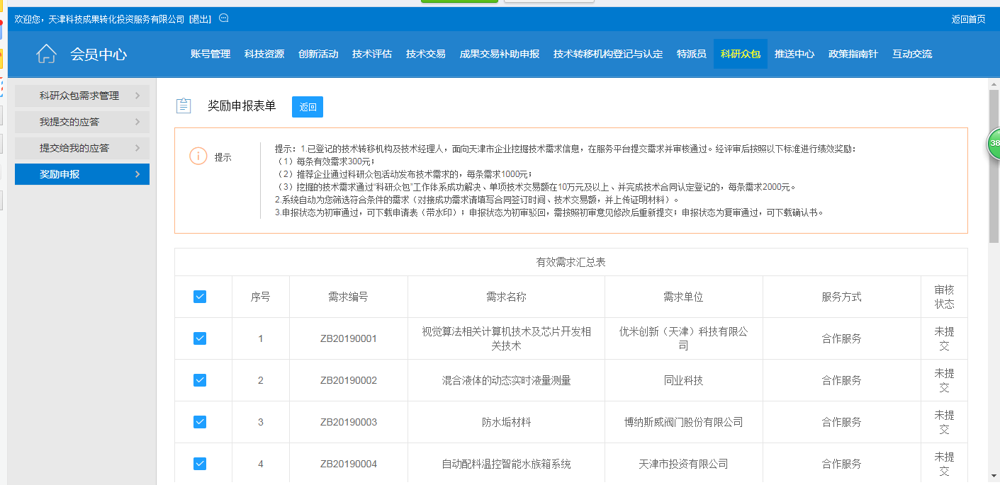 欢迎您，天津科技成果转化投资服务有限公司 [退出]
返回首页
会员中心
账号管理 科技资源 创新活动 技术评估 技术交易 成果交易补助申报 技术转移机构登记与认定 特派员 科研众包 推送中心 政策指南针 互动交流
科研众包需求管理
我提交的应答
提交给我的应答
奖励申报
奖励申报表单 返回
提示
提示：1.已登记的技术转移机构及技术经理人，面向天津市企业挖掘技术需求信息，在服务平台提交需求并审核通过。经评审后按照以下标准进行绩效奖励：
（1）每条有效需求300元；
（2）推荐企业通过科研众包活动发布技术需求的，每条需求1000元；
（3）挖掘的技术需求通过“科研众包”工作体系成功解决、单项技术交易额在10万元及以上、并完成技术合同认定登记的，每条需求2000元。
2.系统自动为您筛选符合条件的需求（对接成功需求请填写合同签订时间、技术交易额，并上传证明材料）。
3.申报状态为初审通过，可下载申请表（带水印）；申报状态为初审驳回，需按照初审意见修改后重新提交；申报状态为复审通过，可下载确认书。
38
有效需求汇总表
序号 需求编号 需求名称 需求单位 服务方式 审核
状态
1 ZB20190001 视觉算法相关计算机技术及芯片开发相 优米创新（天津）科技有限公 合作服务 未提
关技术 司 交
2 ZB20190002 混合液体的动态实时液量测量 同业科技 合作服务 未提
交
3 ZB20190003 防水垢材料 博纳斯威阀门股份有限公司 合作服务 未提
交
4 ZB20190004 自动配料温控智能水族箱系统 天津市投资有限公司 合作服务 未提
交